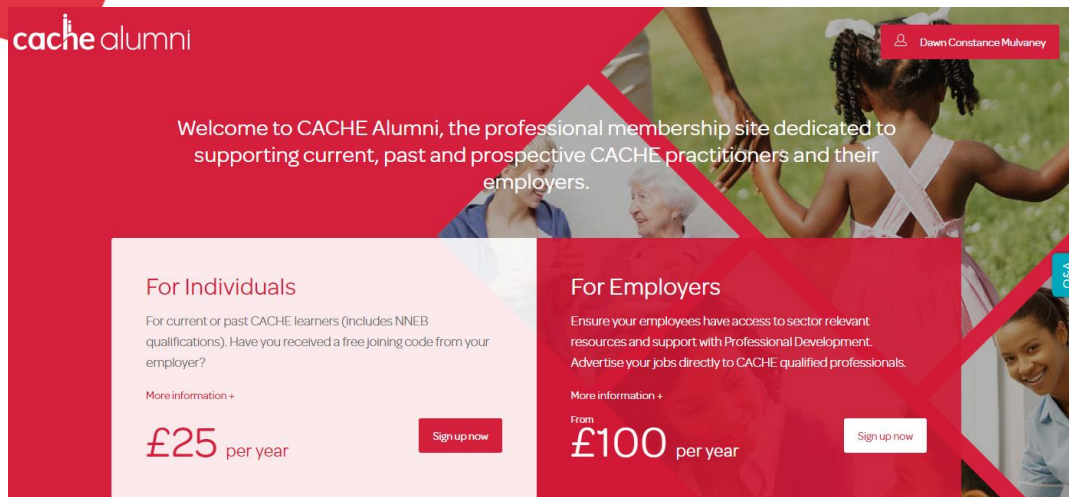 cache alumni
Dawn Constance Mulvaney
Welcome to CACHE Alumni, the professional membership site dedicated to
supporting current, past and prospective CACHE practitioners and their
employers.
For Individuals
For current or past CACHE learners (includes NNEB
qualifications). Have you received a free joining code from your
employer?
More information +
£25 per year
Sign up now
For Employers
Ensure your employees have access to sector relevant
resources and support with Professional Development.
Advertise your jobs directly to CACHE qualified professionals.
More information +
From
£100 per year
Sign up now
Q&A